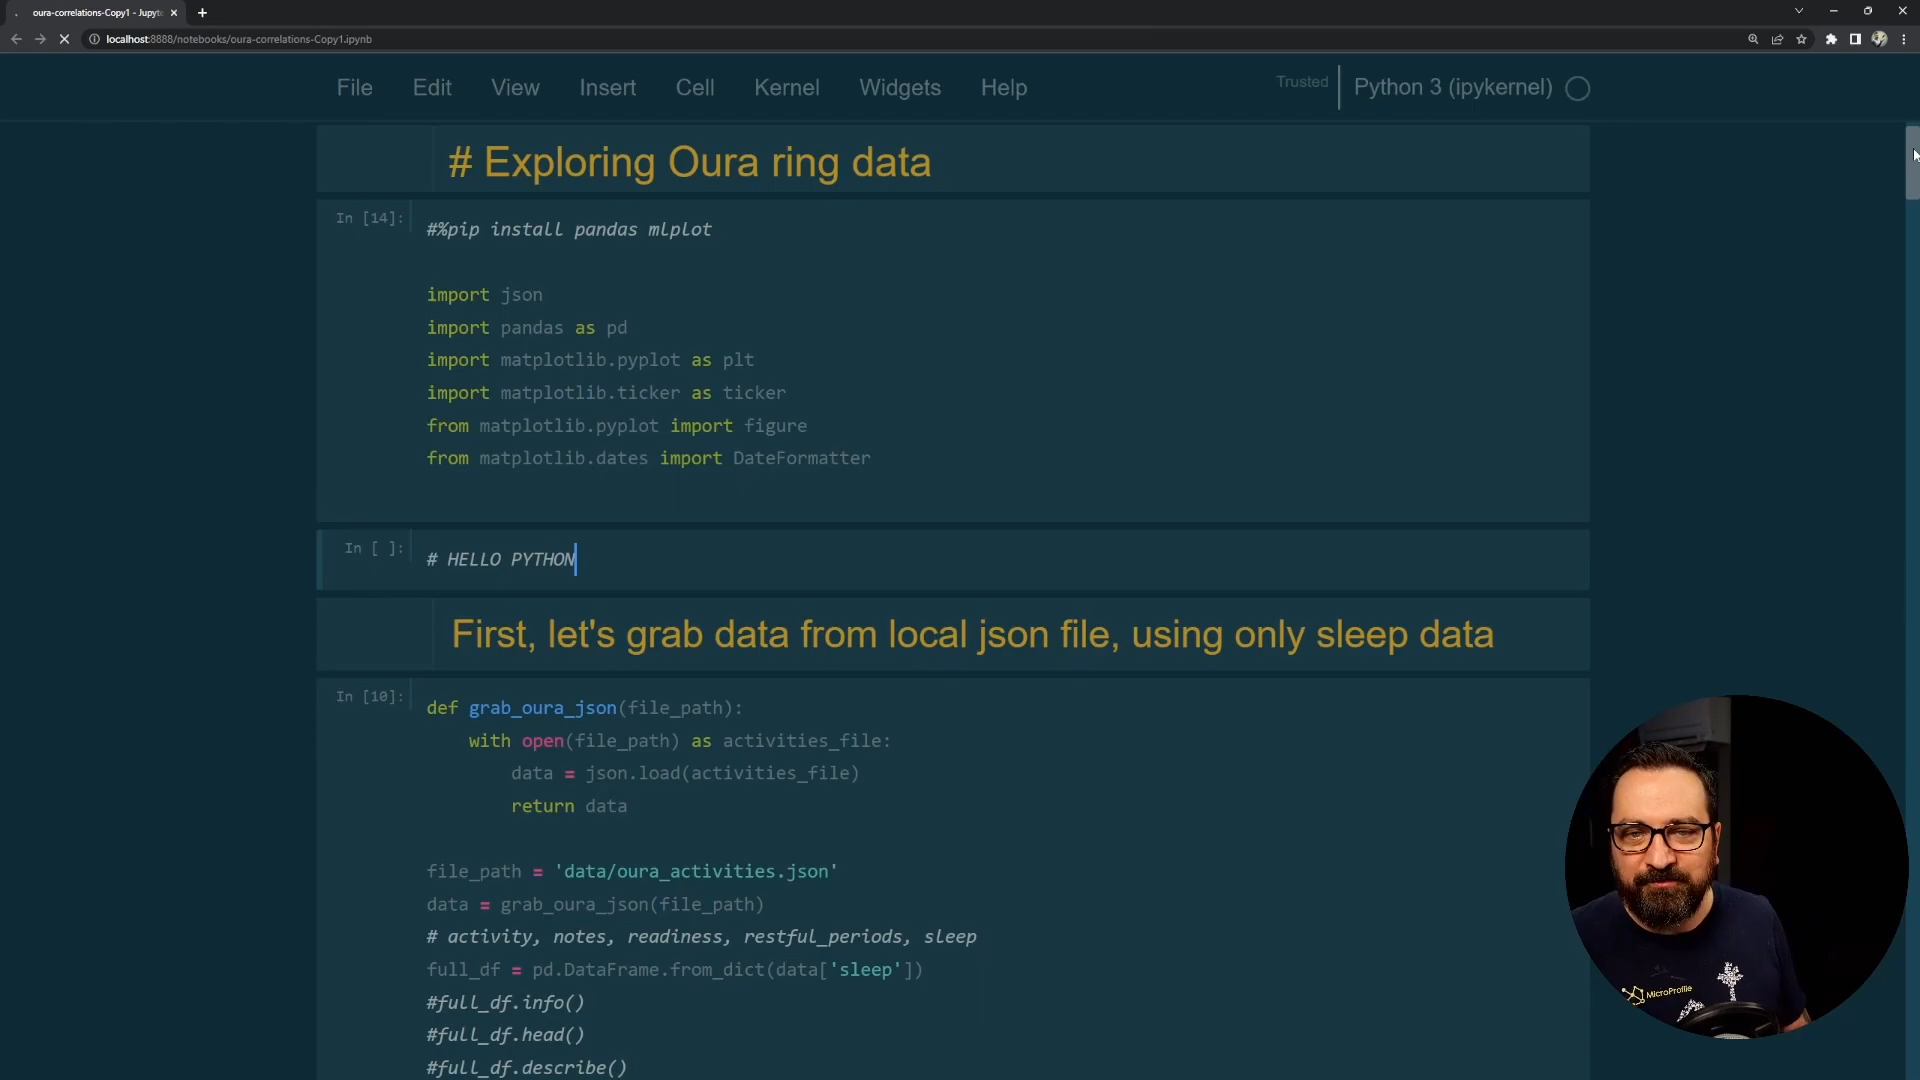 oura-correlations-Copy1 - Jupyte
localhost:8888/notebooks/oura-correlations-Copy1.ipynb
File Edit View Insert Cell Kernel Widgets Help Trusted Python 3 (ipykernel)
# Exploring Oura ring data
In [14]:
#%pip install pandas mlplot
import json
import pandas as pd
import matplotlib.pyplot as plt
import matplotlib.ticker as ticker
from matplotlib.pyplot import figure
from matplotlib.dates import DateFormatter
In [ ]:
# HELLO PYTHON
First, let's grab data from local json file, using only sleep data
In [10]:
def grab_oura_json(file_path):
    with open(file_path) as activities_file:
        data = json.load(activities_file)
        return data
file_path = 'data/oura_activities.json'
data = grab_oura_json(file_path)
# activity, notes, readiness, restful_periods, sleep
full_df = pd.DataFrame.from_dict(data['sleep'])
#full_df.info()
#full_df.head()
#full_df.describe()
MicroProfile